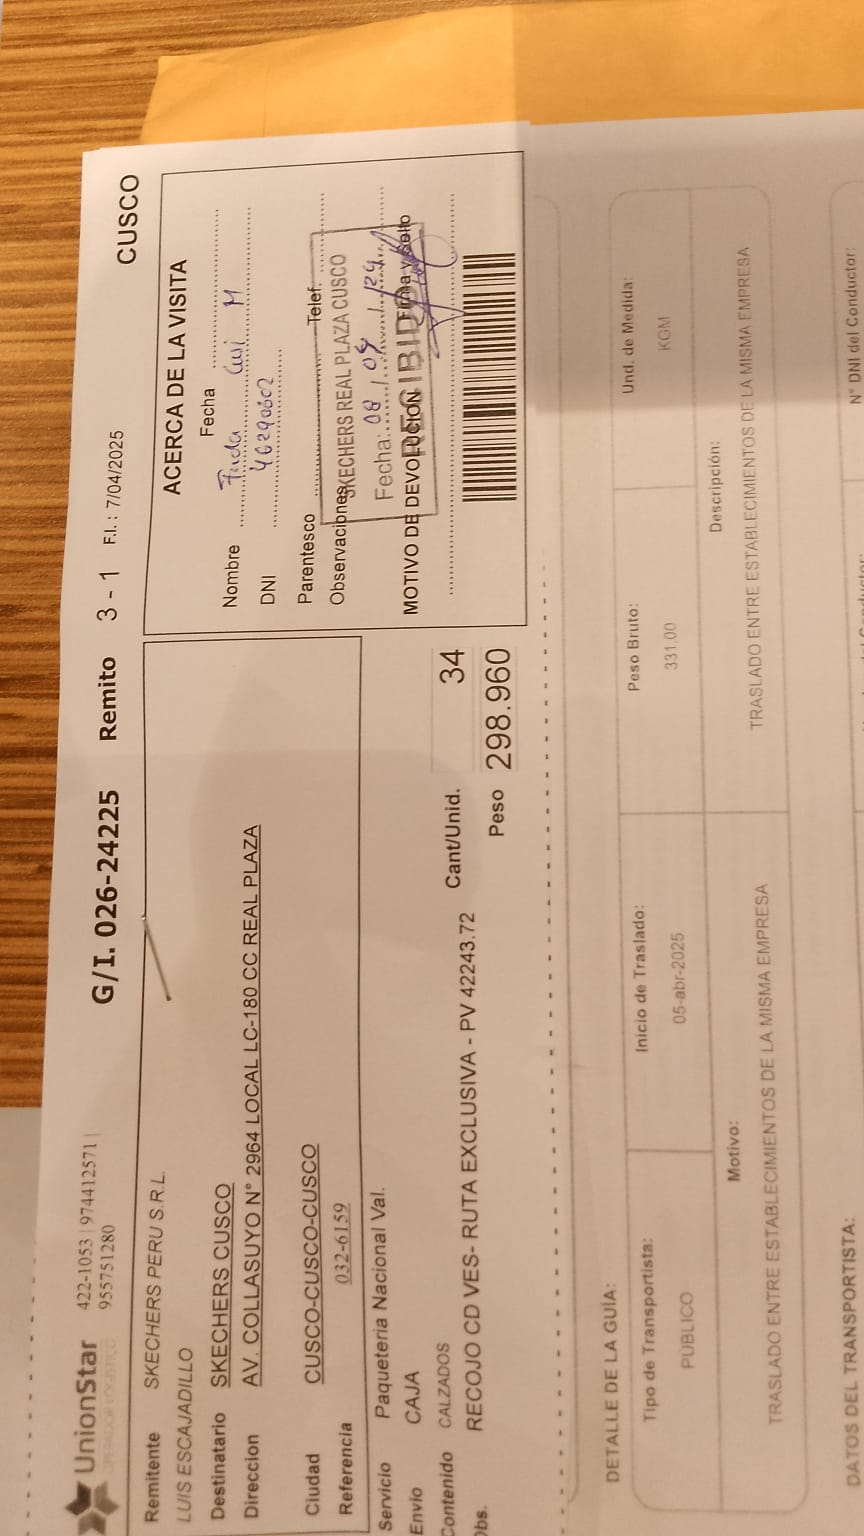 UnionStar
OPERADOR LOGISTICO
422-1053 | 974412571 |
955751280
G/I. 026-24225 Remito 3 - 1 F.I. : 7/04/2025 CUSCO
Remitente SKECHERS PERU S.R.L.
LUIS ESCAJADILLO
Destinatario SKECHERS CUSCO
Direccion AV. COLLASUYO N° 2964 LOCAL LC-180 CC REAL PLAZA
Ciudad CUSCO-CUSCO-CUSCO
Referencia 032-6159
Servicio Paqueteria Nacional Val.
Envio CAJA
Contenido CALZADOS Cant/Unid. 34
Obs. RECOJO CD VES- RUTA EXCLUSIVA - PV 42243.72
Peso 298.960
ACERCA DE LA VISITA
Fecha
Nombre
DNI 46290602
Parentesco Telef.
Observaciones
SKECHERS REAL PLAZA CUSCO
Fecha:
RECIBIDO
MOTIVO DE DEVOLUCION Firma y Sello
DETALLE DE LA GUÍA:
Tipo de Transportista: Inicio de Traslado: Peso Bruto: Und. de Medida:
PUBLICO 05-abr-2025 331.00 KGM
Motivo: Descripción:
TRASLADO ENTRE ESTABLECIMIENTOS DE LA MISMA EMPRESA TRASLADO ENTRE ESTABLECIMIENTOS DE LA MISMA EMPRESA
DATOS DEL TRANSPORTISTA:
N° DNI del Conductor: